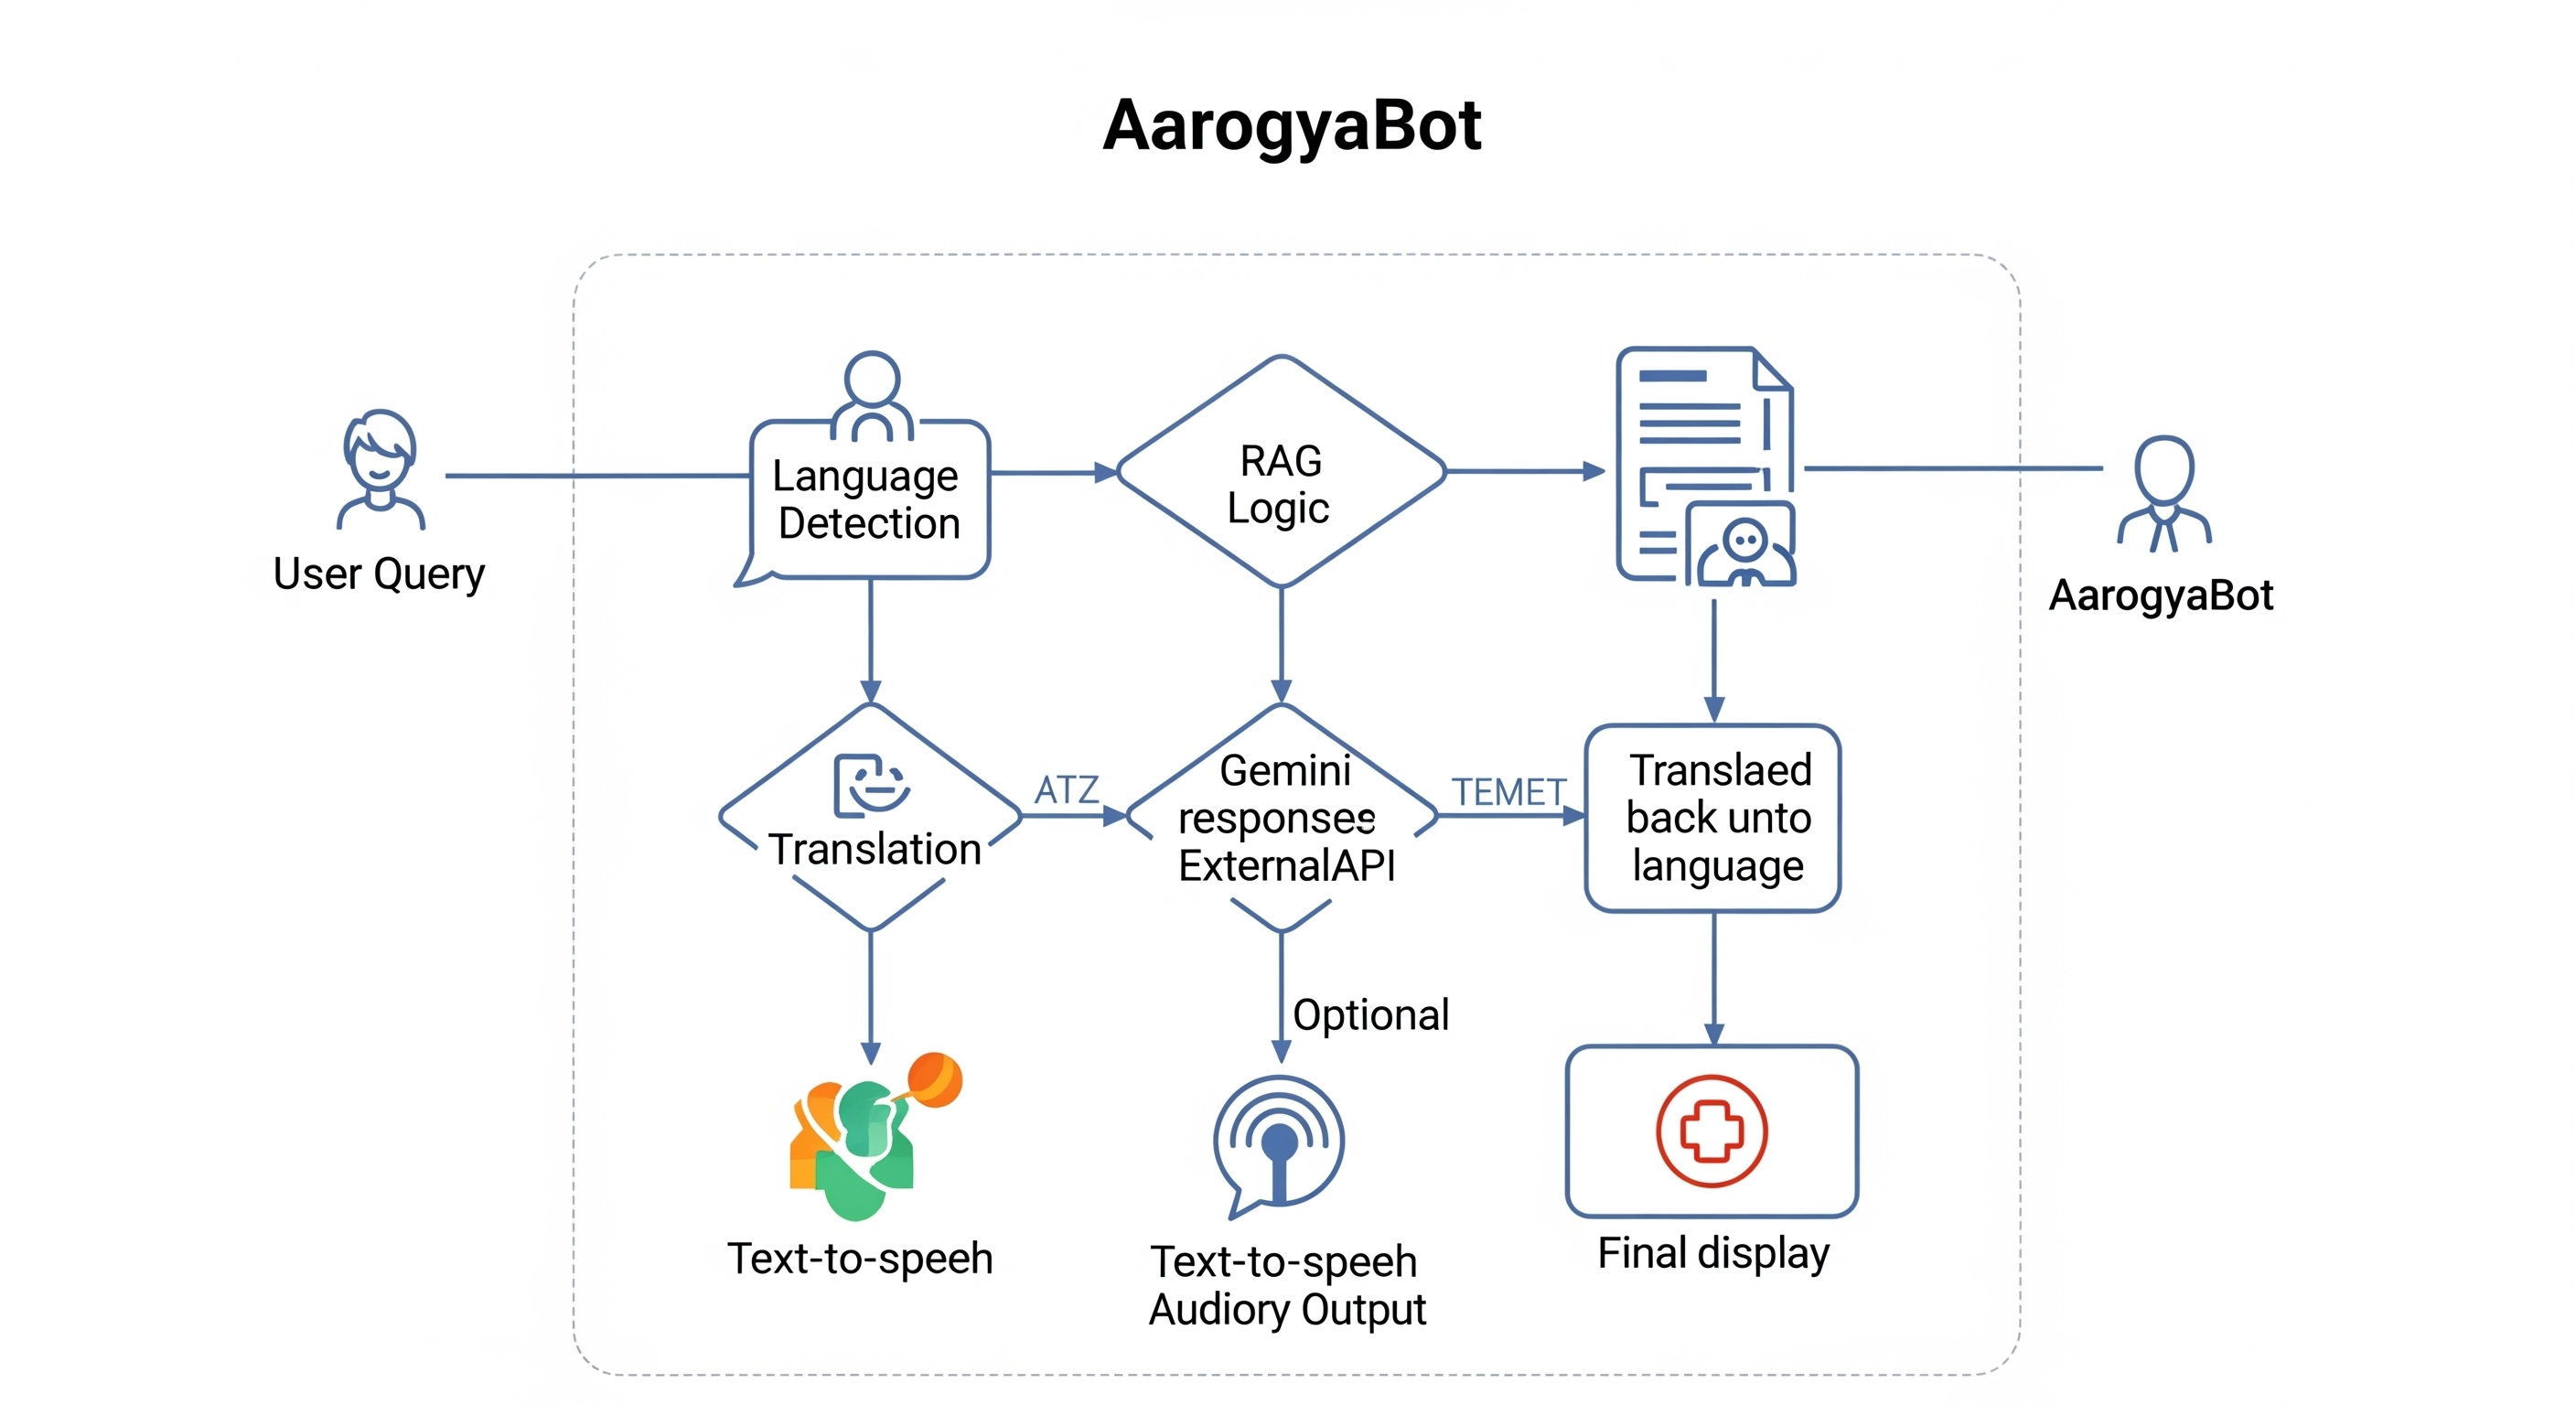 AarogyaBot
User Query
Language
Detection
RAG
Logic
AarogyaBot
Translation
ATZ
Gemini
responses
ExternalAPI
TEMET
Translaed
back unto
language
Optional
Text-to-speeh
Text-to-speeh
Audiory Output
Final display